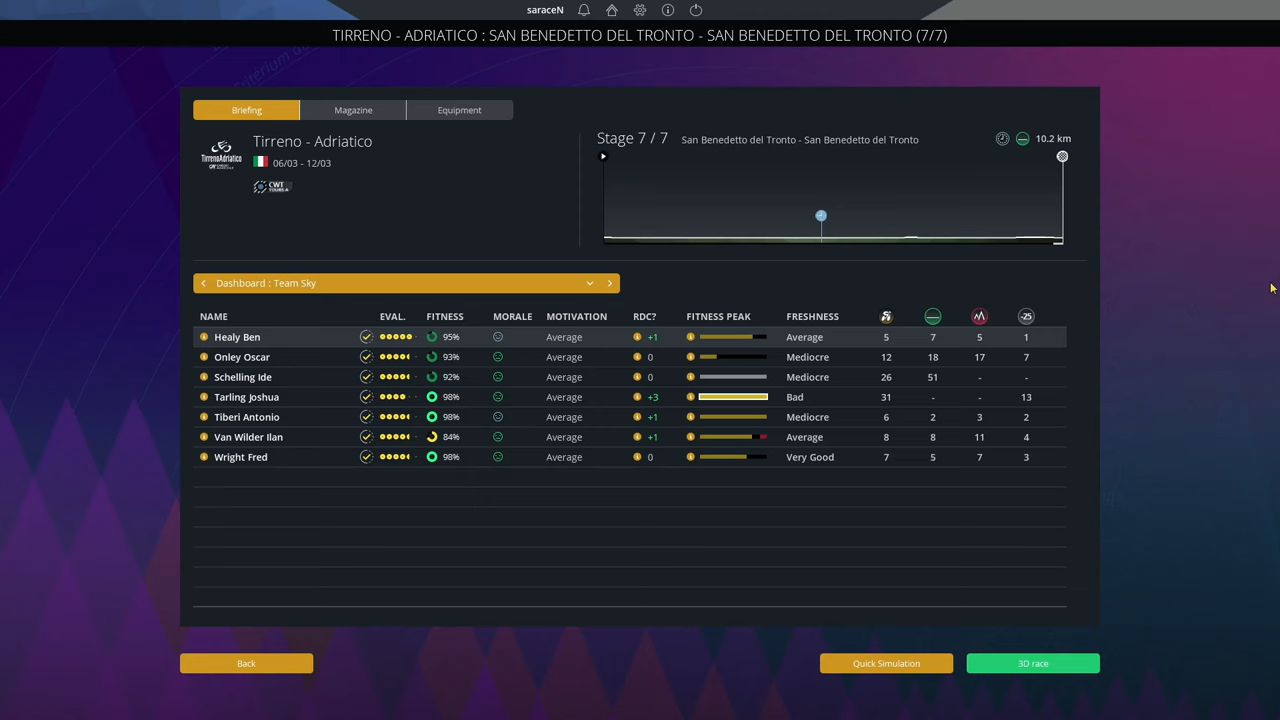 saraceN
TIRRENO - ADRIATICO : SAN BENEDETTO DEL TRONTO - SAN BENEDETTO DEL TRONTO (7/7)
Briefing Magazine Equipment
Tirreno - Adriatico
TirrenoAdriatico
06/03 - 12/03
CWT
TOURS A
Stage 7 / 7 San Benedetto del Tronto - San Benedetto del Tronto 10.2 km
Dashboard : Team Sky
NAME EVAL. FITNESS MORALE MOTIVATION RDC? FITNESS PEAK FRESHNESS -25
Healy Ben 95% Average +1 Average 5 7 5 1
Onley Oscar 93% Average 0 Mediocre 12 18 17 7
Schelling Ide 92% Average 0 Mediocre 26 51 - -
Tarling Joshua 98% Average +3 Bad 31 - - 13
Tiberi Antonio 98% Average +1 Mediocre 6 2 3 2
Van Wilder Ilan 84% Average +1 Average 8 8 11 4
Wright Fred 98% Average 0 Very Good 7 5 7 3
Back Quick Simulation 3D race